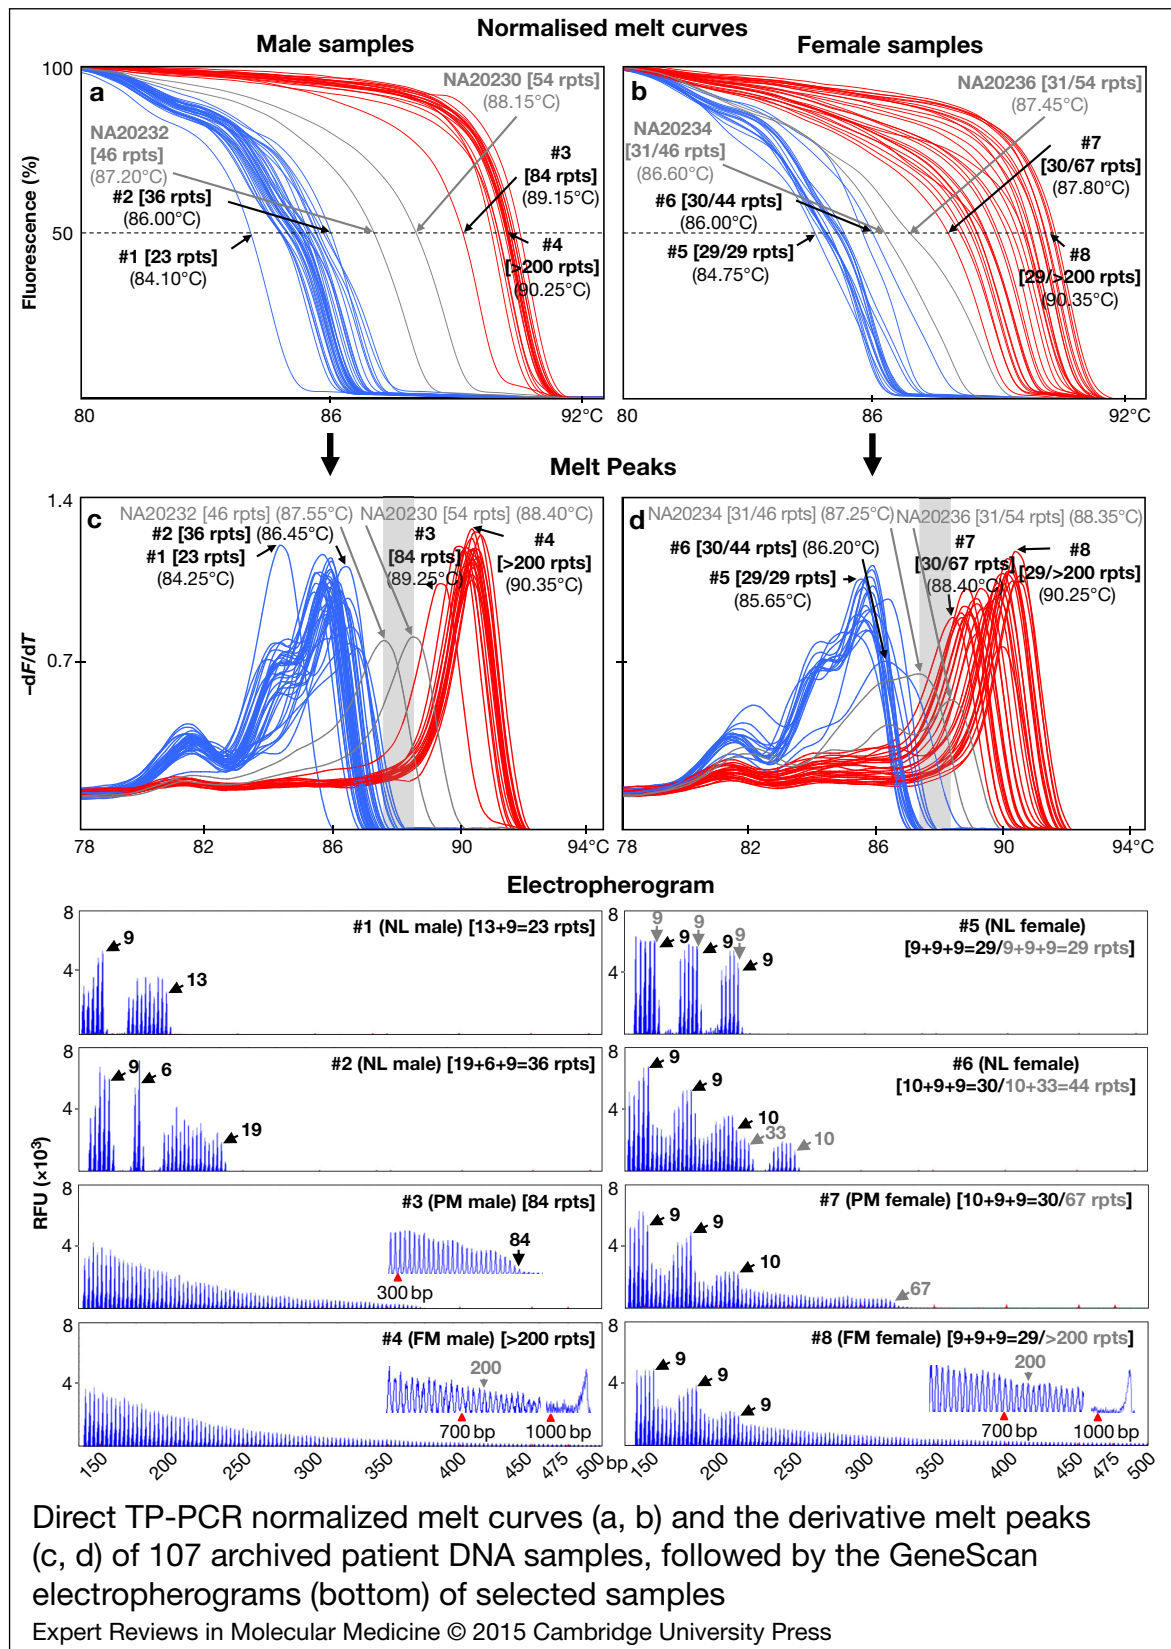 Normalised melt curves
Male samples
Female samples
100
50
Fluorescence (%)
a
NA20230 [54 rpts]
(88.15°C)
NA20232
[46 rpts]
(87.20°C)
#2 [36 rpts]
(86.00°C)
#1 [23 rpts]
(84.10°C)
#3
[84 rpts]
(89.15°C)
#4
[>200 rpts]
(90.25°C)
80
86
92°C
b
NA20236 [31/54 rpts]
(87.45°C)
NA20234
[31/46 rpts]
(86.60°C)
#7
[30/67 rpts]
(87.80°C)
#6 [30/44 rpts]
(86.00°C)
#5 [29/29 rpts]
(84.75°C)
#8
[29/>200 rpts]
(90.35°C)
80
86
92°C
Melt Peaks
1.4
0.7
–dF/dT
c
NA20232 [46 rpts] (87.55°C)
NA20230 [54 rpts] (88.40°C)
#2 [36 rpts] (86.45°C)
#1 [23 rpts]
(84.25°C)
#3
[84 rpts]
(89.25°C)
#4
[>200 rpts]
(90.35°C)
78
82
86
90
94°C
d
NA20234 [31/46 rpts] (87.25°C)
NA20236 [31/54 rpts] (88.35°C)
#6 [30/44 rpts] (86.20°C)
#5 [29/29 rpts]
(85.65°C)
#7
[30/67 rpts]
(88.40°C)
#8
[29/>200 rpts]
(90.25°C)
78
82
86
90
94°C
Electropherogram
RFU (×10³)
8
4
#1 (NL male) [13+9=23 rpts]
9
13
#5 (NL female)
[9+9+9=29/9+9+9=29 rpts]
9
9
9
9
9
9
8
4
#2 (NL male) [19+6+9=36 rpts]
9
6
19
#6 (NL female)
[10+9+9=30/10+33=44 rpts]
9
9
10
33
10
8
4
0
#3 (PM male) [84 rpts]
84
300 bp
#7 (PM female) [10+9+9=30/67 rpts]
9
9
10
67
8
4
#4 (FM male) [>200 rpts]
200
700 bp
1000 bp
#8 (FM female) [9+9+9=29/>200 rpts]
9
9
9
200
700 bp
1000 bp
150
200
250
300
350
400
450
475
500 bp
150
200
250
300
350
400
450
475
500
Direct TP-PCR normalized melt curves (a, b) and the derivative melt peaks
(c, d) of 107 archived patient DNA samples, followed by the GeneScan
electropherograms (bottom) of selected samples
Expert Reviews in Molecular Medicine © 2015 Cambridge University Press